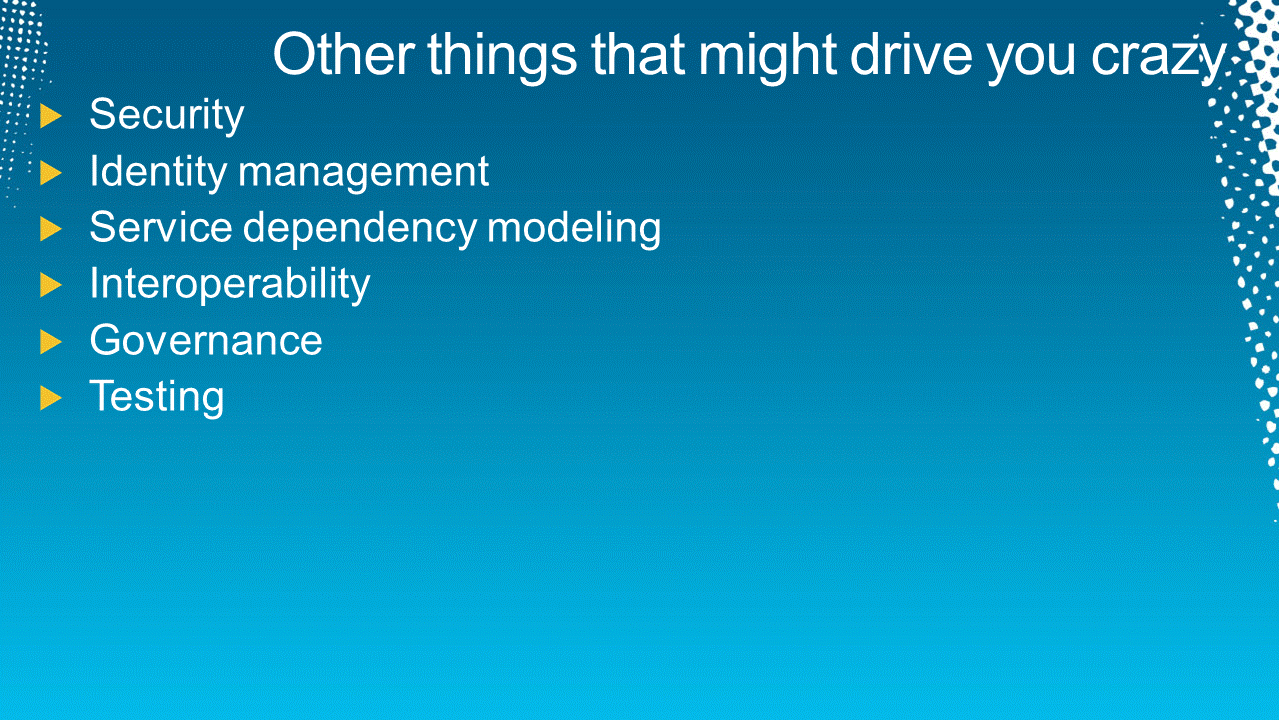 Other things that might drive you crazy
Security
Identity management
Service dependency modeling
Interoperability
Governance
Testing